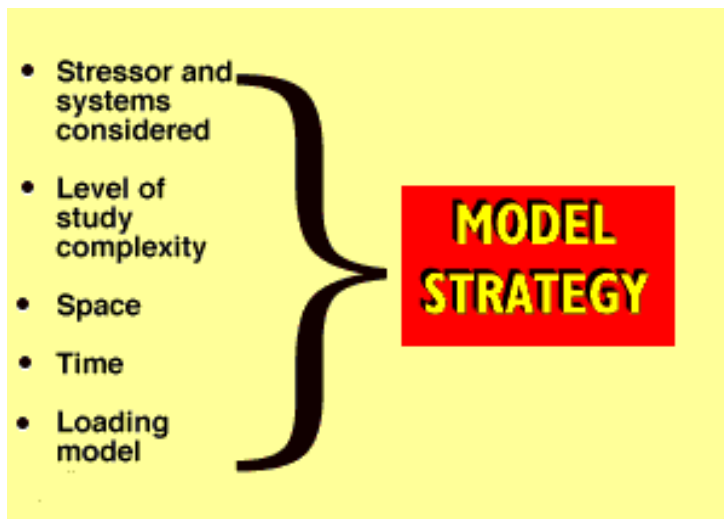 • Stressor and
systems
considered
• Level of
study
complexity
• Space
• Time
• Loading
model
MODEL
STRATEGY